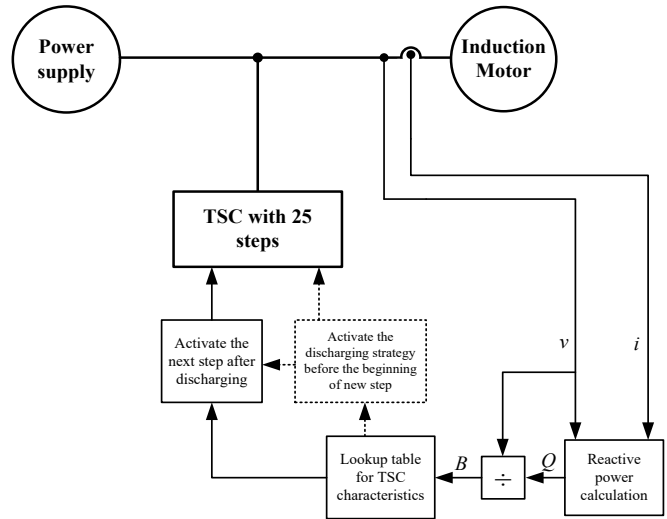 Power
supply
Induction
Motor
TSC with 25
steps
Activate the
next step after
discharging
Activate the
discharging strategy
before the beginning
of new step
v
i
Lookup table
for TSC
characteristics
B
÷
Q
Reactive
power
calculation